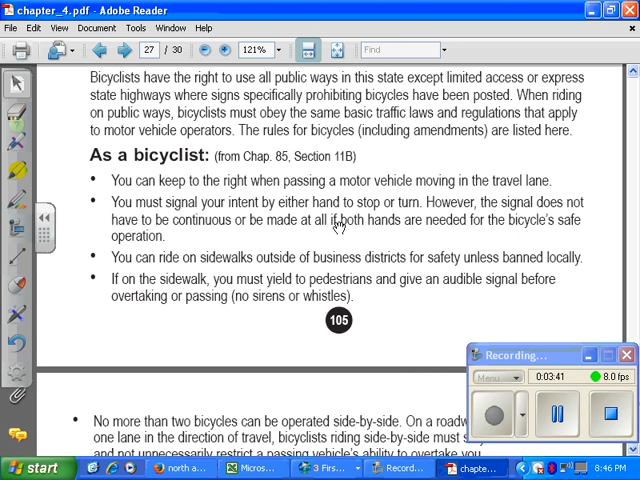 chapter_4.pdf - Adobe Reader
File Edit View Document Tools Window Help
27 / 30 121% Find
Bicyclists have the right to use all public ways in this state except limited access or express
state highways where signs specifically prohibiting bicycles have been posted. When riding
on public ways, bicyclists must obey the same basic traffic laws and regulations that apply
to motor vehicle operators. The rules for bicycles (including amendments) are listed here.
As a bicyclist: (from Chap. 85, Section 11B)
• You can keep to the right when passing a motor vehicle moving in the travel lane.
• You must signal your intent by either hand to stop or turn. However, the signal does not
have to be continuous or be made at all if both hands are needed for the bicycle's safe
operation.
• You can ride on sidewalks outside of business districts for safety unless banned locally.
• If on the sidewalk, you must yield to pedestrians and give an audible signal before
overtaking or passing (no sirens or whistles).
105
Recording...
Menu 0:03:41 8.0 fps
• No more than two bicycles can be operated side-by-side. On a roadw
one lane in the direction of travel, bicyclists riding side-by-side must
and not unnecessarily restrict a passing vehicle's ability to overtake you
start north a... Micros... 3 Firs... Record... chapte... 8:46 PM